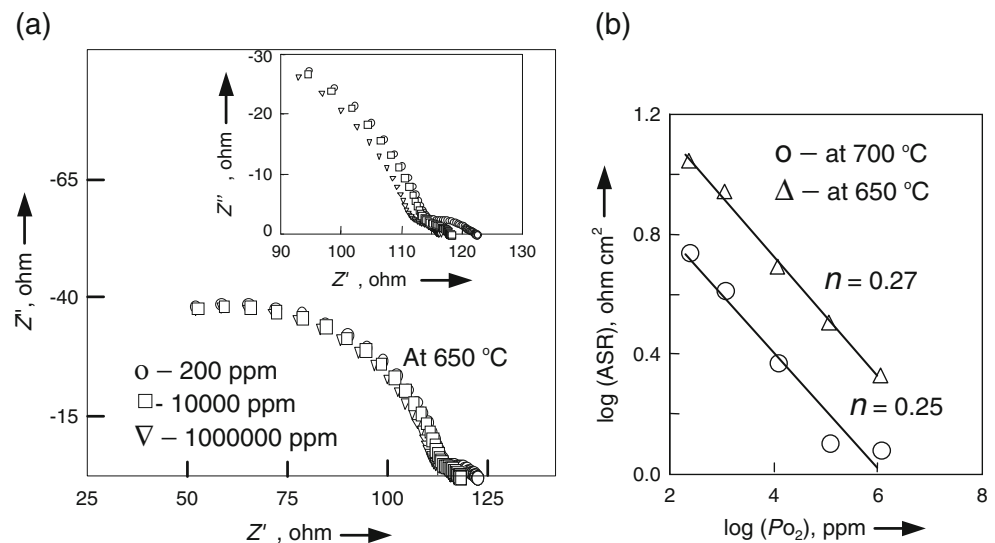 (a)
-30
-20
-10
0
90
100
110
120
130
Z″ , ohm
Z′ , ohm
-65
-40
-15
25
50
75
100
125
Z″ , ohm
Z′ , ohm
At 650 °C
o – 200 ppm
□ - 10000 ppm
∇ – 1000000 ppm
(b)
1.2
0.8
0.4
0.0
2
4
6
8
log (ASR), ohm cm²
log (Po₂), ppm
o – at 700 °C
Δ – at 650 °C
n = 0.27
n = 0.25